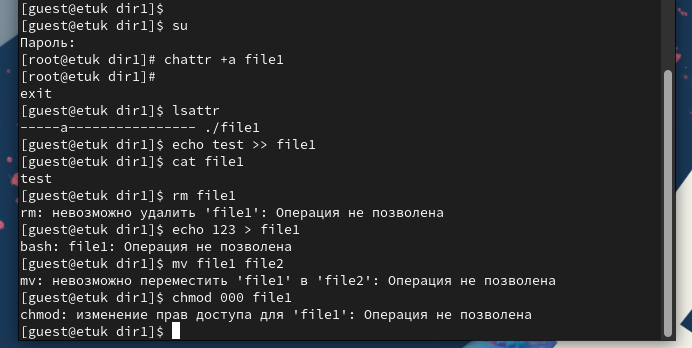 [guest@etuk dir1]$
[guest@etuk dir1]$ su
Пароль:
[root@etuk dir1]# chattr +a file1
[root@etuk dir1]#
exit
[guest@etuk dir1]$ lsattr
-----a---------------- ./file1
[guest@etuk dir1]$ echo test >> file1
[guest@etuk dir1]$ cat file1
test
[guest@etuk dir1]$ rm file1
rm: невозможно удалить 'file1': Операция не позволена
[guest@etuk dir1]$ echo 123 > file1
bash: file1: Операция не позволена
[guest@etuk dir1]$ mv file1 file2
mv: невозможно переместить 'file1' в 'file2': Операция не позволена
[guest@etuk dir1]$ chmod 000 file1
chmod: изменение прав доступа для 'file1': Операция не позволена
[guest@etuk dir1]$